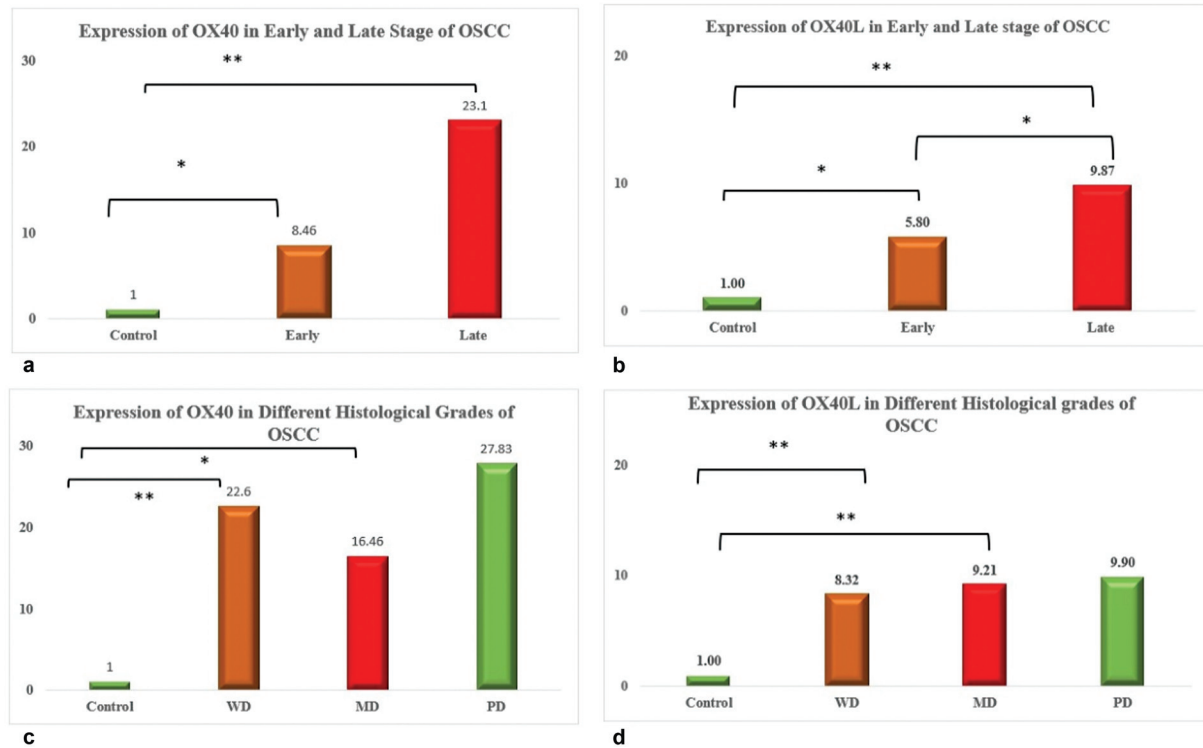 Expression of OX40 in Early and Late Stage of OSCC
30
20
10
0
**
*
1
8.46
23.1
Control Early Late
a
Expression of OX40L in Early and Late stage of OSCC
20
10
0
**
*
*
1.00
5.80
9.87
Control Early Late
b
Expression of OX40 in Different Histological Grades of
OSCC
30
20
10
0
*
**
1
22.6
16.46
27.83
Control WD MD PD
c
Expression of OX40L in Different Histological grades of
OSCC
20
10
0
**
**
1.00
8.32
9.21
9.90
Control WD MD PD
d